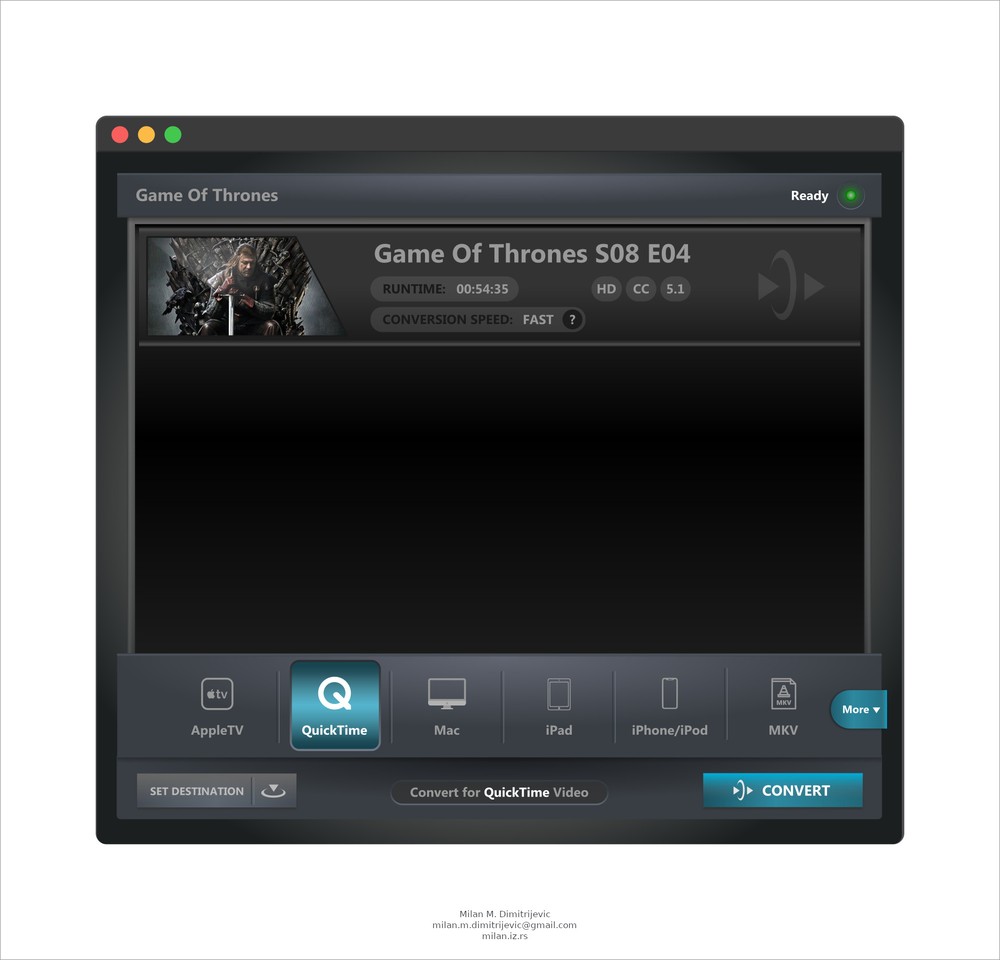 Game Of Thrones
Ready
Game Of Thrones S08 E04
RUNTIME: 00:54:35
HD CC 5.1
CONVERSION SPEED: FAST ?
tv
MKV
AppleTV
QuickTime
Mac
iPad
iPhone/iPod
MKV
More
SET DESTINATION
Convert for QuickTime Video
CONVERT
Milan M. Dimitrijevic
milan.m.dimitrijevic@gmail.com
milan.iz.rs